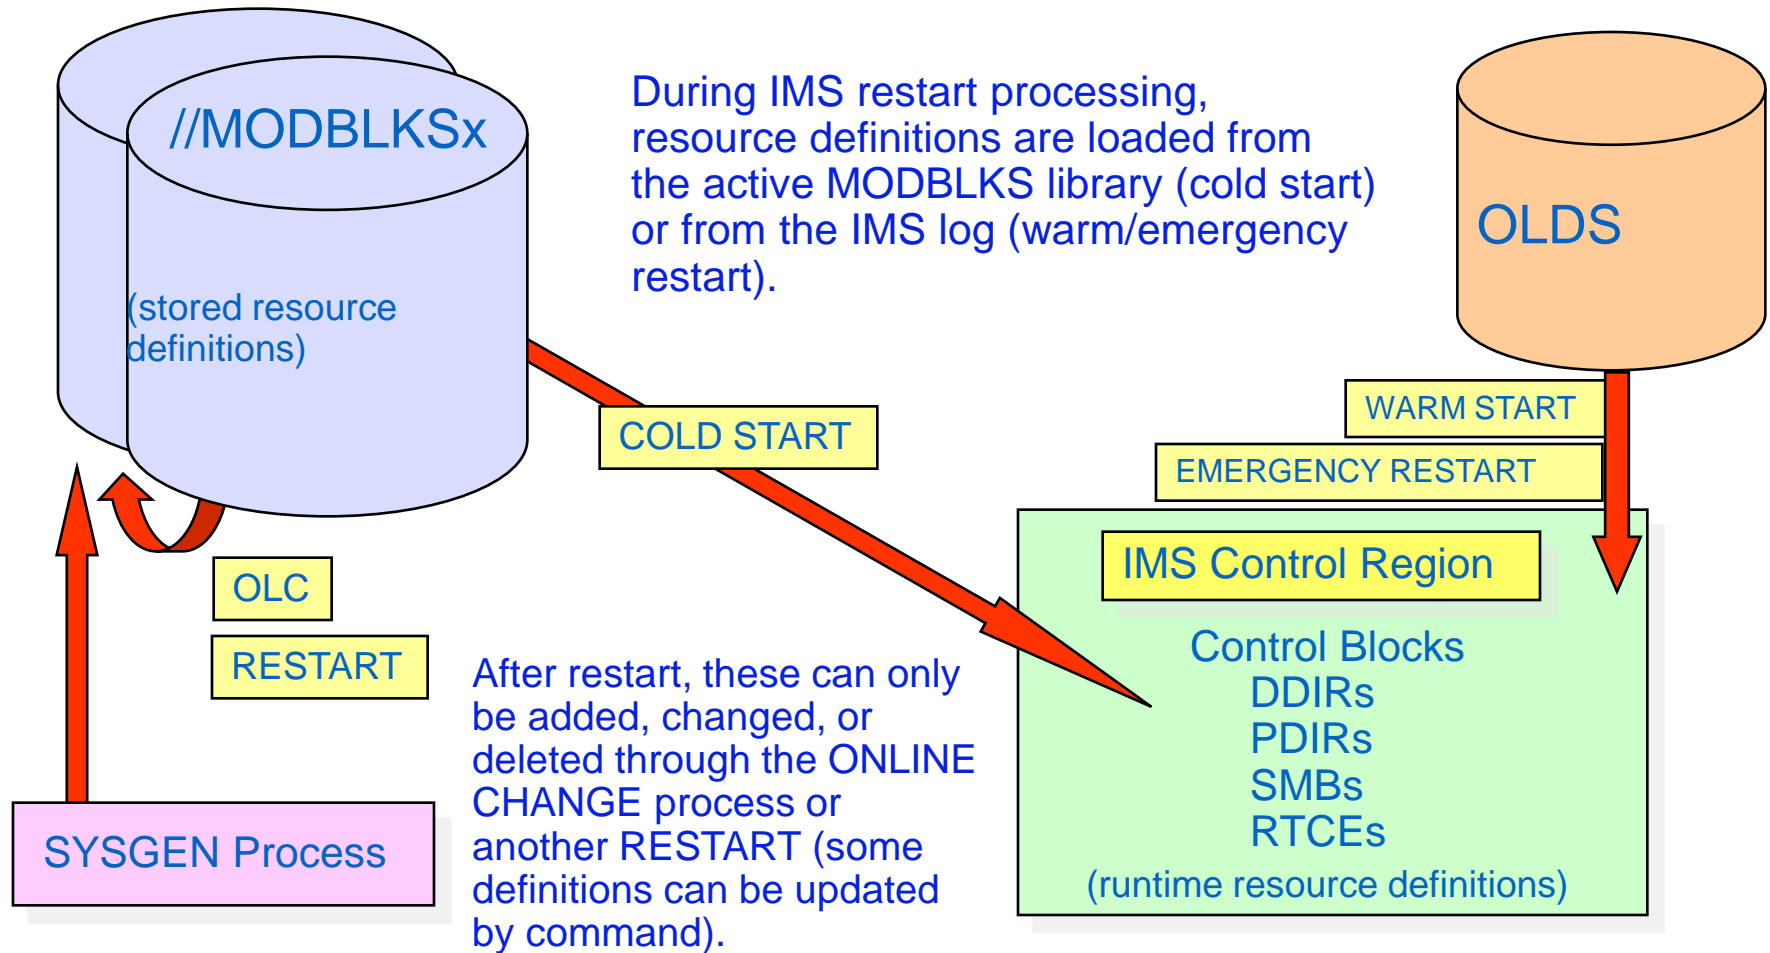 //MODBLKSx
(stored resource
definitions)
During IMS restart processing,
resource definitions are loaded from
the active MODBLKS library (cold start)
or from the IMS log (warm/emergency
restart).
OLDS
COLD START
WARM START
EMERGENCY RESTART
OLC
RESTART
SYSGEN Process
After restart, these can only
be added, changed, or
deleted through the ONLINE
CHANGE process or
another RESTART (some
definitions can be updated
by command).
IMS Control Region
Control Blocks
DDIRs
PDIRs
SMBs
RTCEs
(runtime resource definitions)